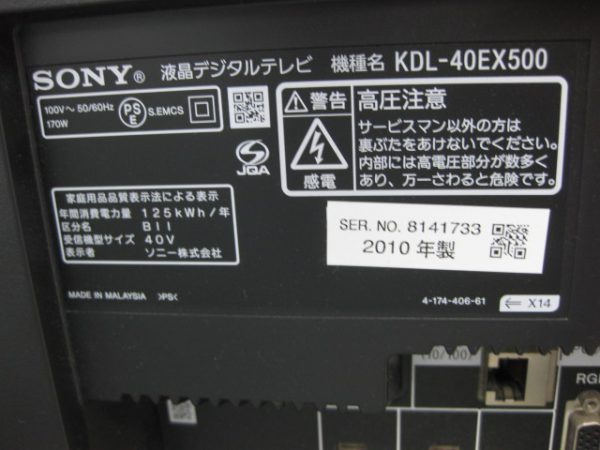 SONY® 液晶デジタルテレビ 機種名 KDL-40EX500
100V～ 50/60Hz
170W
PS
E
S.EMCS
JQA
警告 高圧注意
感電
サービスマン以外の方は
裏ぶたをあけないでください。
内部には高電圧部分が数多く
あり、万一さわると危険です。
家庭用品品質表示法による表示
年間消費電力量 125kWh/年
区分名 BII
受信機型サイズ 40V
表示者 ソニー株式会社
SER. NO. 8141733
2010 年製
MADE IN MALAYSIA >PS<
4-174-406-61
⇐ X14
(10/100)